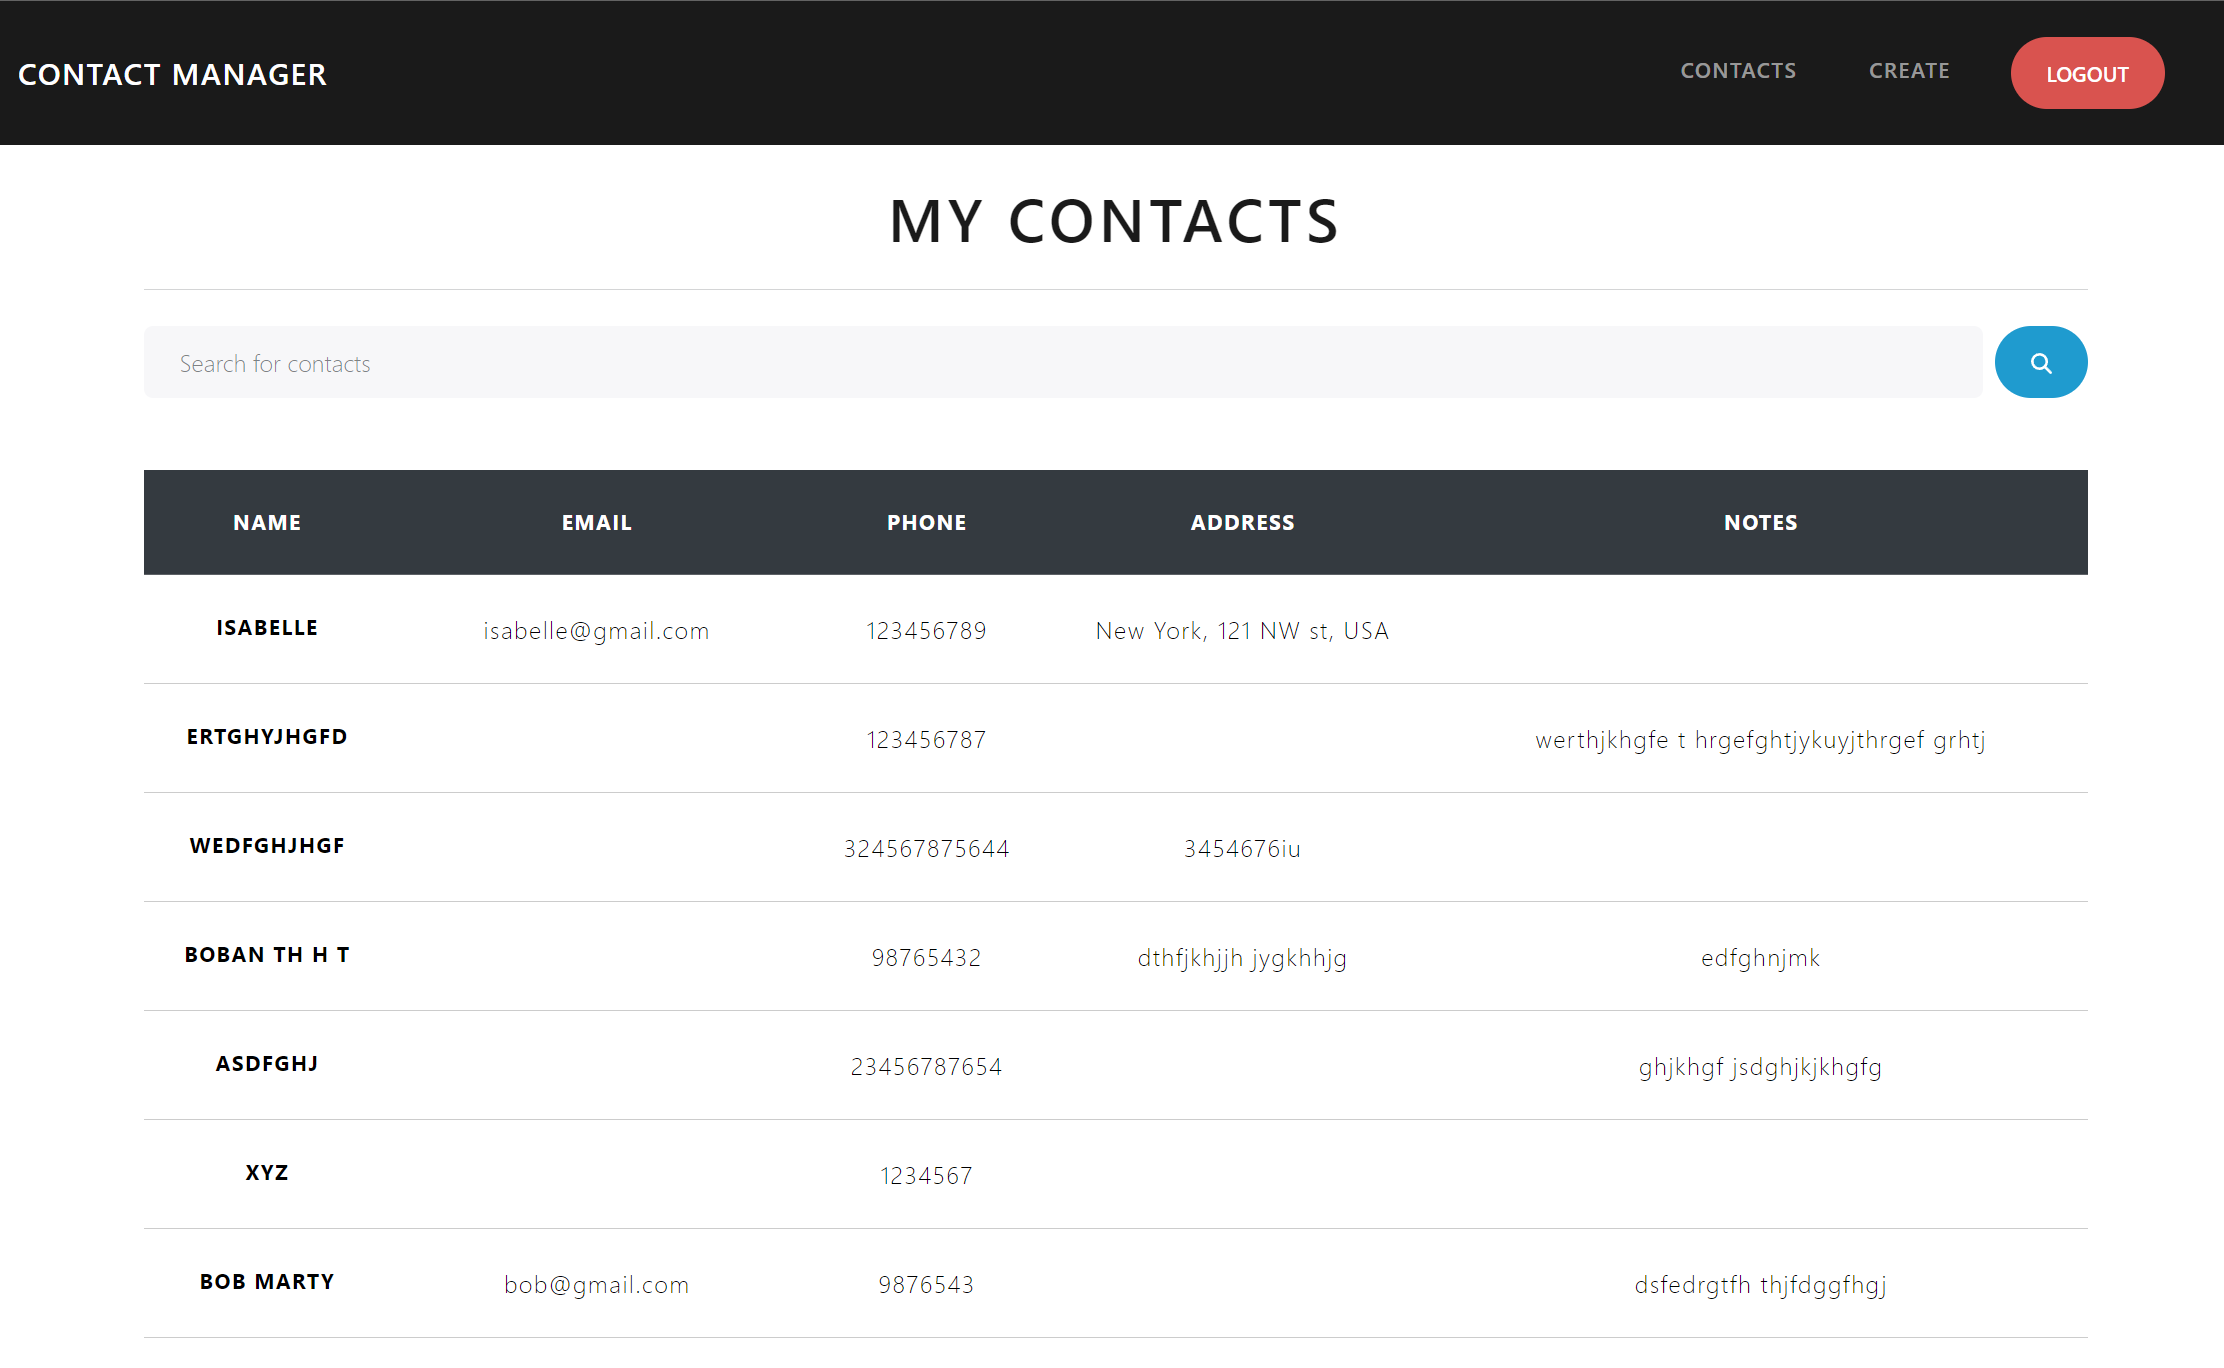 CONTACT MANAGER CONTACTS CREATE LOGOUT
MY CONTACTS
Search for contacts
NAME EMAIL PHONE ADDRESS NOTES
ISABELLE isabelle@gmail.com 123456789 New York, 121 NW st, USA
ERTGHYJHGFD 123456787 werthjkhgfe t hrgefghtjykuyjthrgef grhtj
WEDFGHJHGF 324567875644 3454676iu
BOBAN TH H T 98765432 dthfjkhjjh jygkhhjg edfghnjmk
ASDFGHJ 23456787654 ghjkhgf jsdghjkjkhgfg
XYZ 1234567
BOB MARTY bob@gmail.com 9876543 dsfedrgtfh thjfdggfhgj